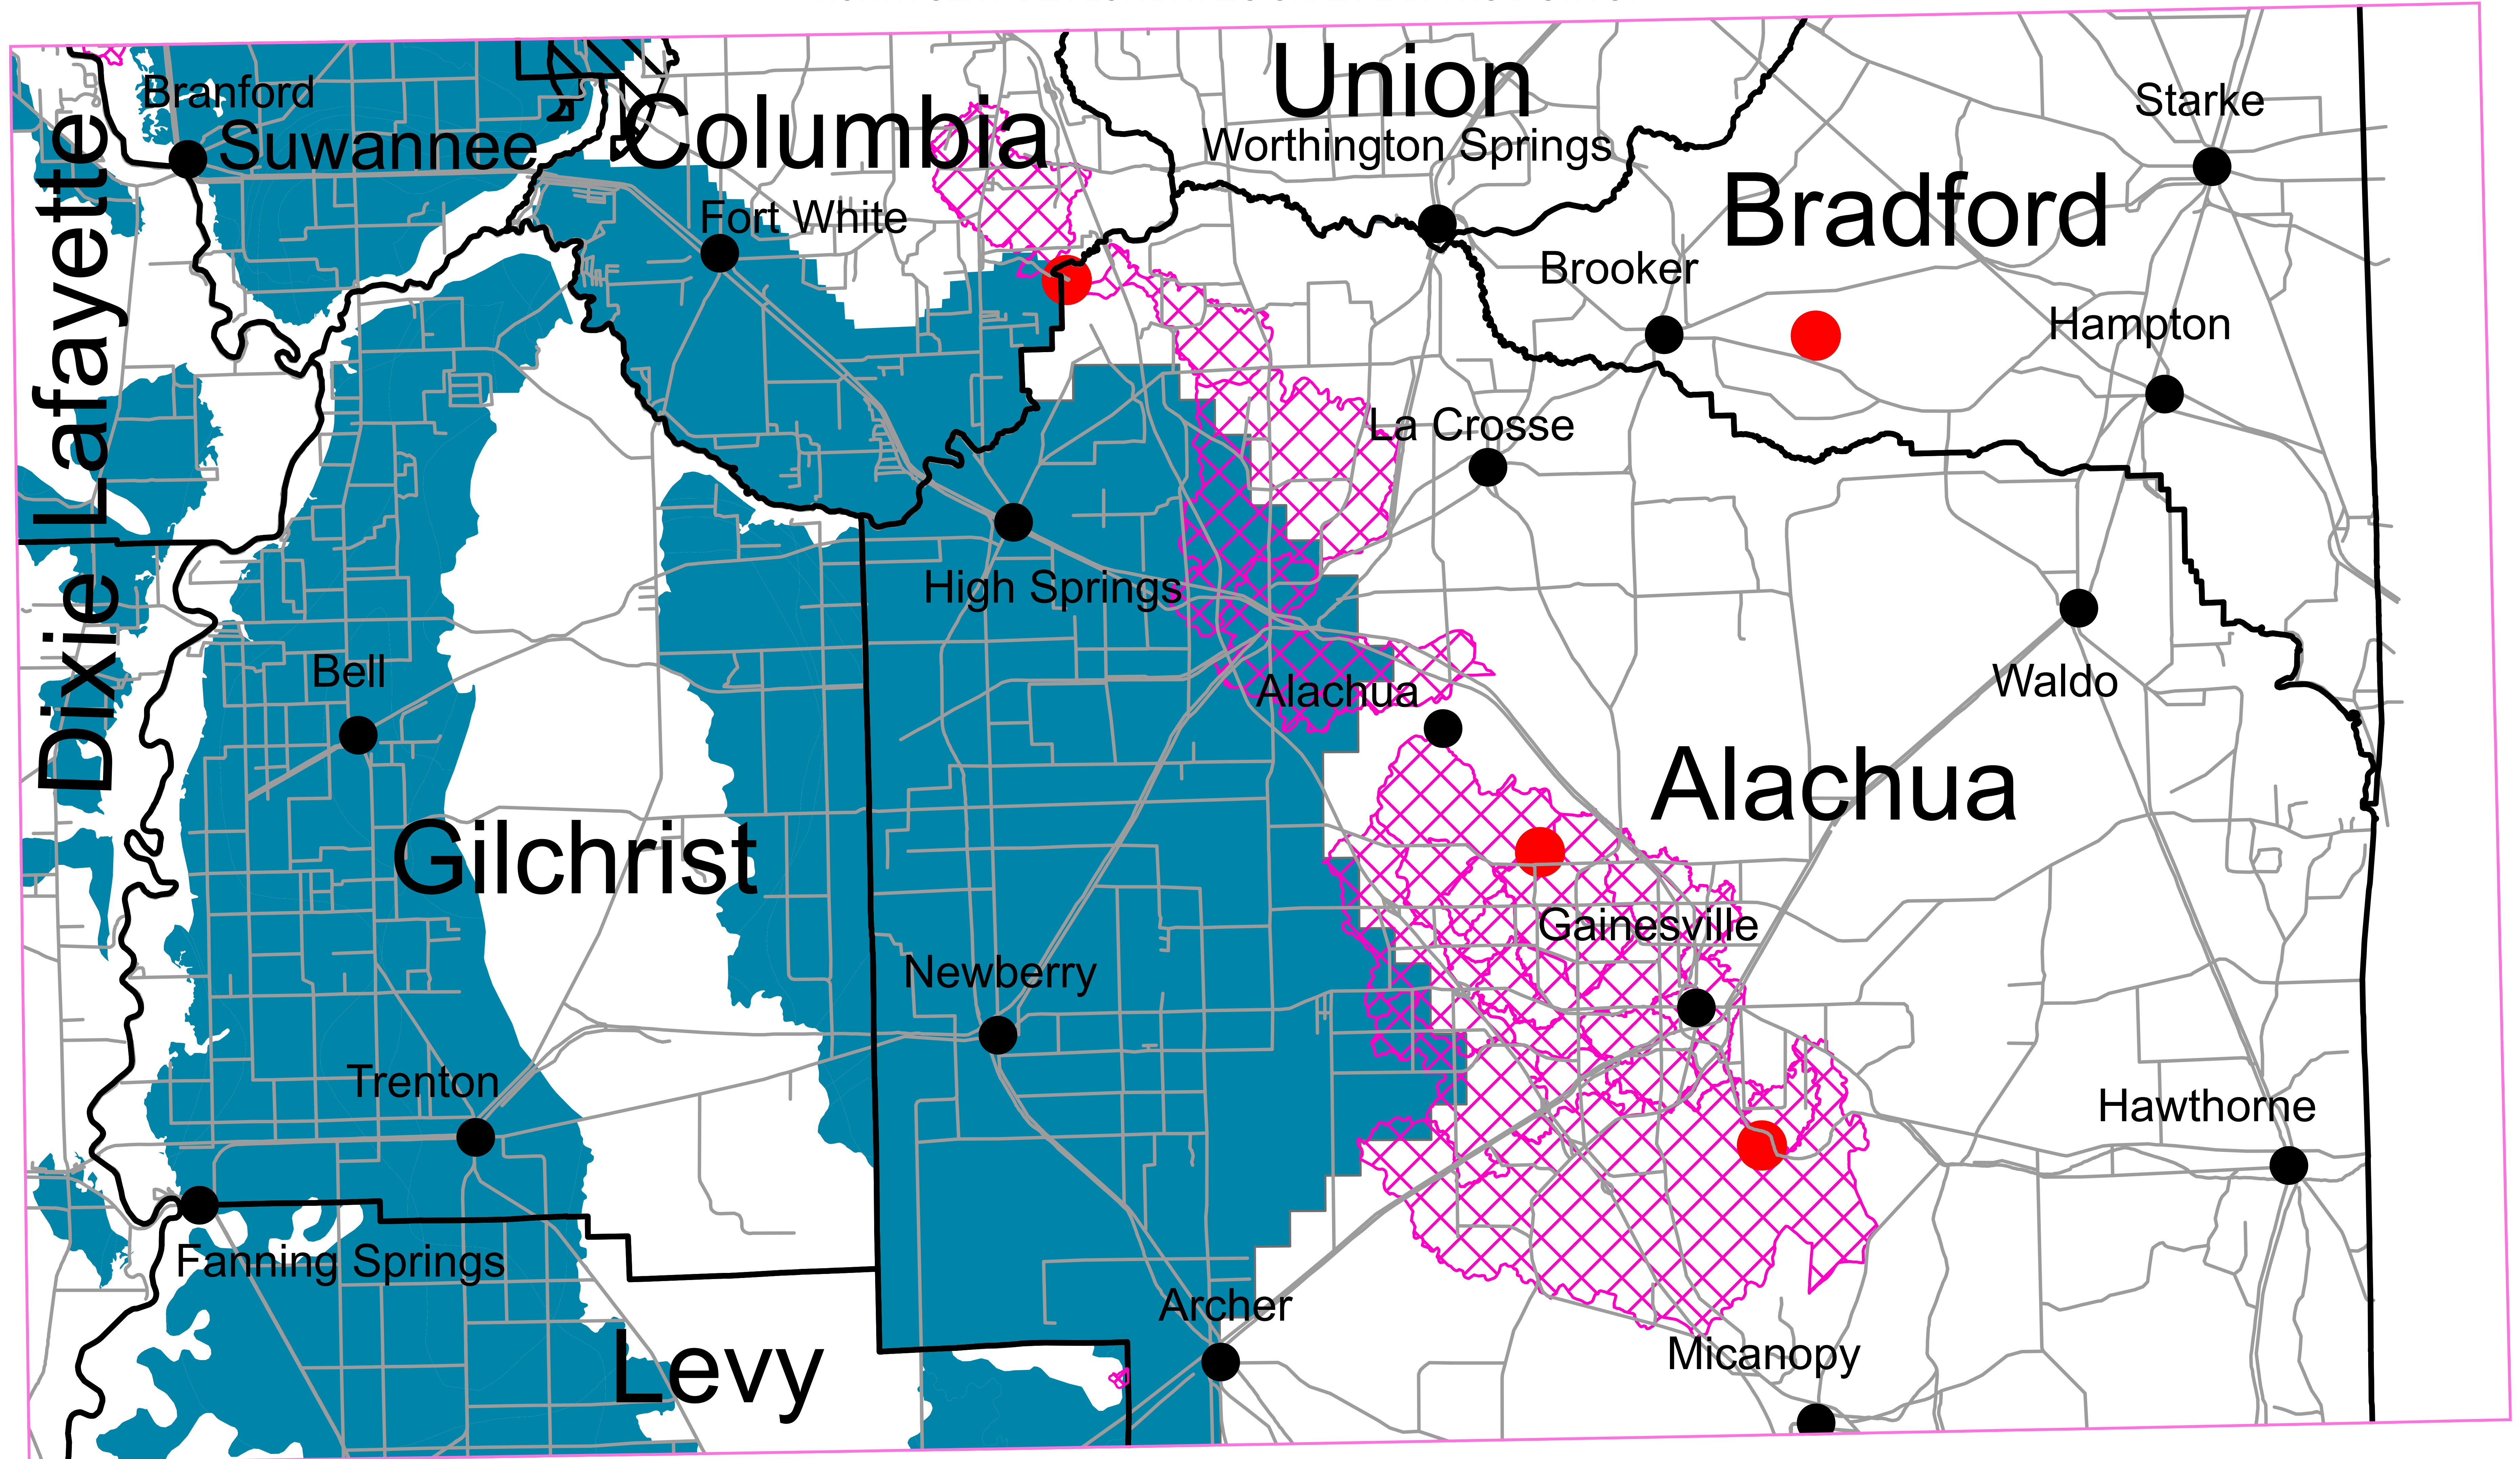 Union
Starke
Branford
Columbia
Suwannee
Worthington Springs
Bradford
Fort White
Lafayette
Brooker
Hampton
La Crosse
High Springs
Dixie
Bell
Alachua
Waldo
Alachua
Gilchrist
Gainesville
Newberry
Trenton
Hawthorne
Fanning Springs
Archer
Micanopy
Levy